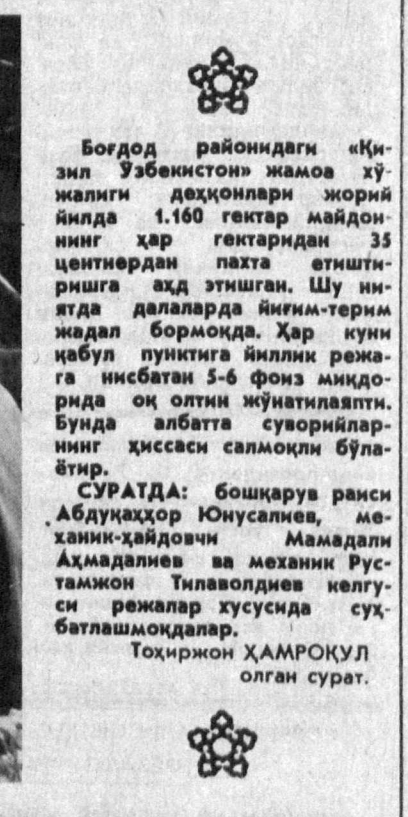 Боғдод районидаги «Қи-
зил Ўзбекистон» жамоа хў-
жалиги деҳқонлари жорий
йилда 1.160 гектар майдон-
нинг ҳар гектаридан 35
центнердан пахта етишти-
ришга аҳд этишган. Шу ни-
ятда далаларда йиғим-терим
жадал бормоқда. Ҳар куни
қабул пунктига йиллик режа-
га нисбатан 5-6 фоиз миқдо-
рида оқ олтин жўнатилаяпти.
Бунда албатта суворийлар-
нинг ҳиссаси салмоқли бўла-
ётир.
СУРАТДА: бошқарув раиси
Абдуқаҳҳор Юнусалиев, ме-
ханик-ҳайдовчи Мамадали
Аҳмадалиев ва механик Рус-
тамжон Тилаволдиев келгу-
си режалар хусусида суҳ-
батлашмоқдалар.
Тоҳиржон ҲАМРОҚУЛ
олган сурат.